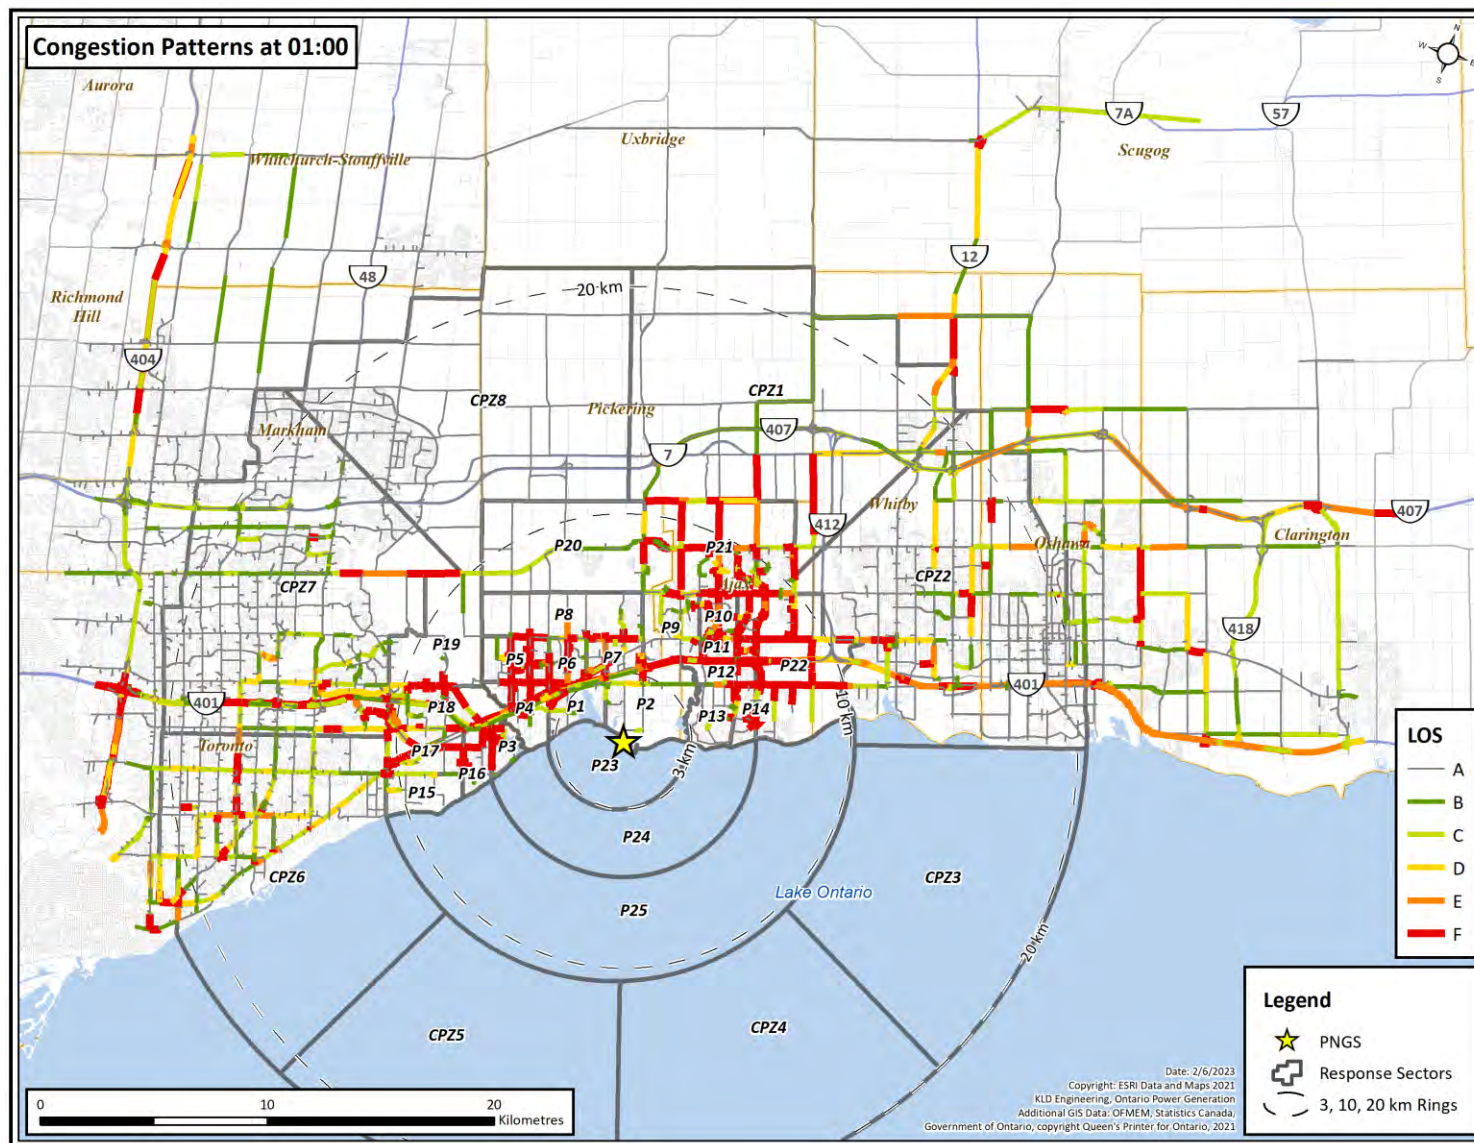 Congestion Patterns at 01:00
N
W
E
S
Aurora
7A
57
Uxbridge
Whitchurch-Stouffville
Scugog
12
48
20 km
Richmond
Hill
404
CPZ8
CPZ1
Pickering
Markham
407
7
Whitby
412
407
Clarington
Oshawa
P20
P21
CPZ2
CPZ7
P8
P10
P9
418
P19
P11
P5
P6
P7
P22
P12
401
401
P18
P4
P1
P2
P13
P14
10 km
Toronto
P17
P3
P23
3 km
P16
P15
P24
CPZ6
CPZ3
Lake Ontario
P25
20 km
CPZ5
CPZ4
LOS
A
B
C
D
E
F
Legend
PNGS
Response Sectors
3, 10, 20 km Rings
0
10
20
Kilometres
Date: 2/6/2023
Copyright: ESRI Data and Maps 2021
KLD Engineering, Ontario Power Generation
Additional GIS Data: OFMEM, Statistics Canada,
Government of Ontario, copyright Queen's Printer for Ontario, 2021